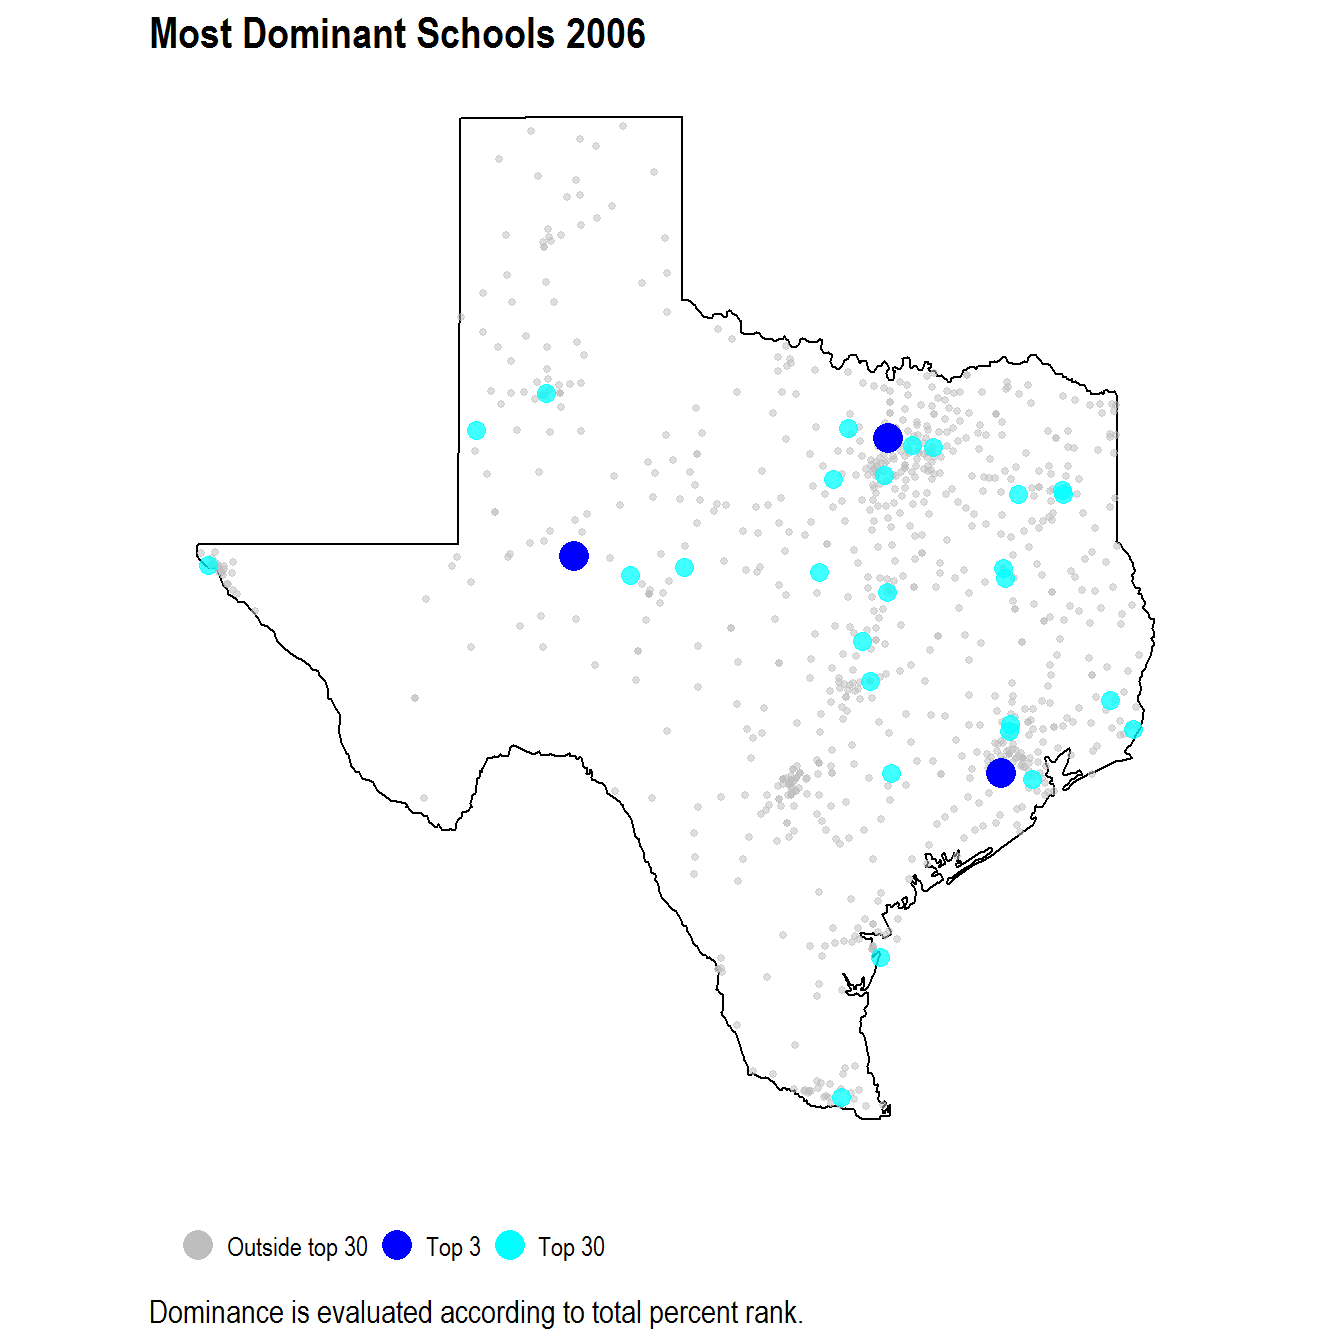 Most Dominant Schools 2006
Outside top 30 Top 3 Top 30
Dominance is evaluated according to total percent rank.